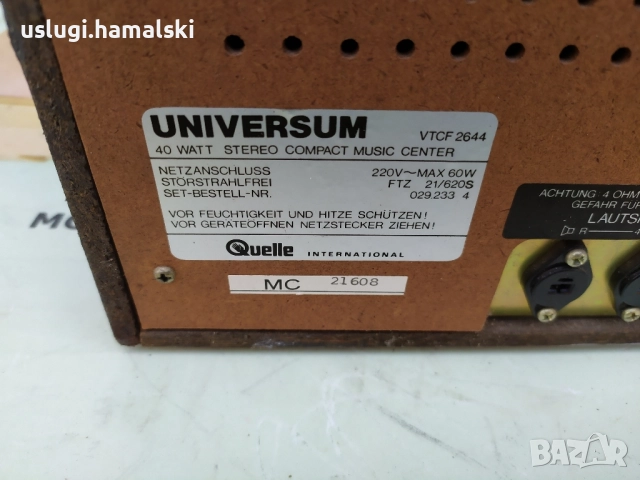 uslugi.hamalski
UNIVERSUM VTCF 2644
40 WATT STEREO COMPACT MUSIC CENTER
NETZANSCHLUSS 220V~MAX 60W
STÖRSTRAHLFREI FTZ 21/620S
SET-BESTELL-NR. 029.233 4
VOR FEUCHTIGKEIT UND HITZE SCHÜTZEN!
VOR GERATEÖFFNEN NETZSTECKER ZIEHEN!
Quelle INTERNATIONAL
MC 21608
ACHTUNG 4 OHM
GEFAHR FUR
LAUTS
R
BAZAR